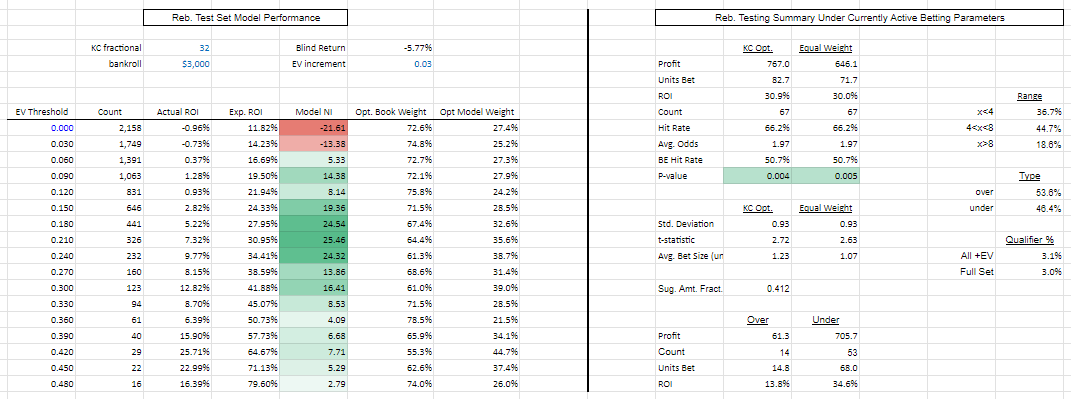 Reb. Test Set Model Performance
KC fractional 32 Blind Return -5.77%
bankroll $3,000 EV increment 0.03
EV Threshold Count Actual ROI Exp. ROI Model NI Opt. Book Weight Opt Model Weight
0.000 2,158 -0.96% 11.82% -21.61 72.6% 27.4%
0.030 1,749 -0.73% 14.23% -13.38 74.8% 25.2%
0.060 1,391 0.37% 16.69% 5.33 72.7% 27.3%
0.090 1,063 1.28% 19.50% 14.38 72.1% 27.9%
0.120 831 0.93% 21.94% 8.14 75.8% 24.2%
0.150 646 2.82% 24.33% 19.36 71.5% 28.5%
0.180 441 5.22% 27.95% 24.54 67.4% 32.6%
0.210 326 7.32% 30.95% 25.46 64.4% 35.6%
0.240 232 9.77% 34.41% 24.32 61.3% 38.7%
0.270 160 8.15% 38.59% 13.86 68.6% 31.4%
0.300 123 12.82% 41.88% 16.41 61.0% 39.0%
0.330 94 8.70% 45.07% 8.53 71.5% 28.5%
0.360 61 6.39% 50.73% 4.09 78.5% 21.5%
0.390 40 15.90% 57.73% 6.68 65.9% 34.1%
0.420 29 25.71% 64.67% 7.71 55.3% 44.7%
0.450 22 22.99% 71.13% 5.29 62.6% 37.4%
0.480 16 16.39% 79.60% 2.79 74.0% 26.0%
Reb. Testing Summary Under Currently Active Betting Parameters
KC Opt. Equal Weight
Profit 767.0 646.1
Units Bet 82.7 71.7
ROI 30.9% 30.0% Range
Count 67 67 x<4 36.7%
Hit Rate 66.2% 66.2% 4<x<8 44.7%
Avg. Odds 1.97 1.97 x>8 18.6%
BE Hit Rate 50.7% 50.7%
P-value 0.004 0.005 Type
over 53.6%
KC Opt. Equal Weight under 46.4%
Std. Deviation 0.93 0.93
t-statistic 2.72 2.63 Qualifier %
Avg. Bet Size (un 1.23 1.07 All +EV 3.1%
Full Set 3.0%
Sug. Amt. Fract. 0.412
Over Under
Profit 61.3 705.7
Count 14 53
Units Bet 14.8 68.0
ROI 13.8% 34.6%